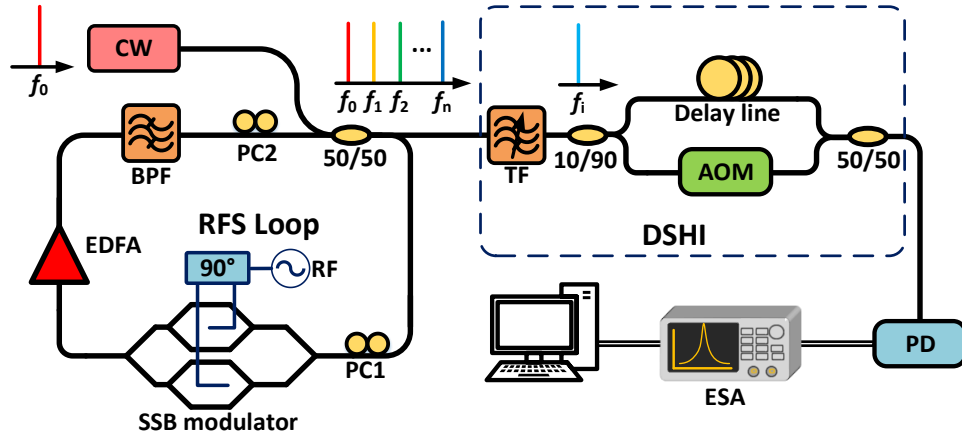 CW
f0
f0 f1 f2 ... fn
fi
Delay line
BPF
PC2
50/50
TF
10/90
AOM
50/50
RFS Loop
DSHI
EDFA
90°
RF
PC1
SSB modulator
ESA
PD